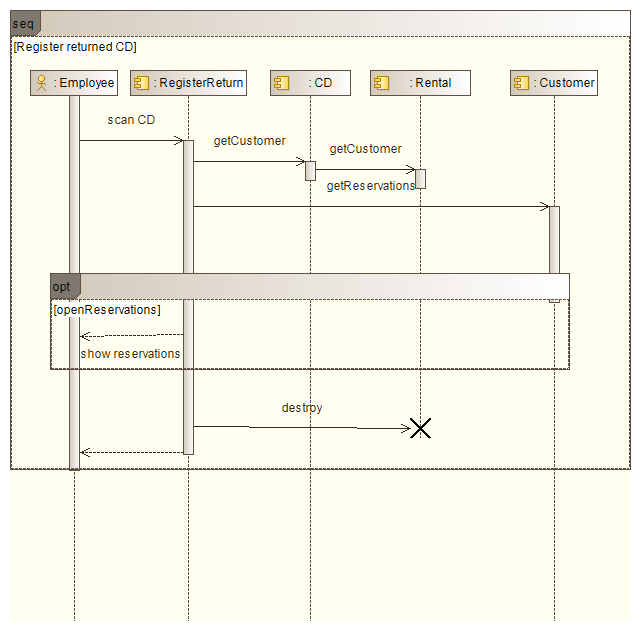 seq
[Register returned CD]
: Employee
: RegisterReturn
: CD
: Rental
: Customer
scan CD
getCustomer
getCustomer
getReservations
opt
[openReservations]
show reservations
destroy